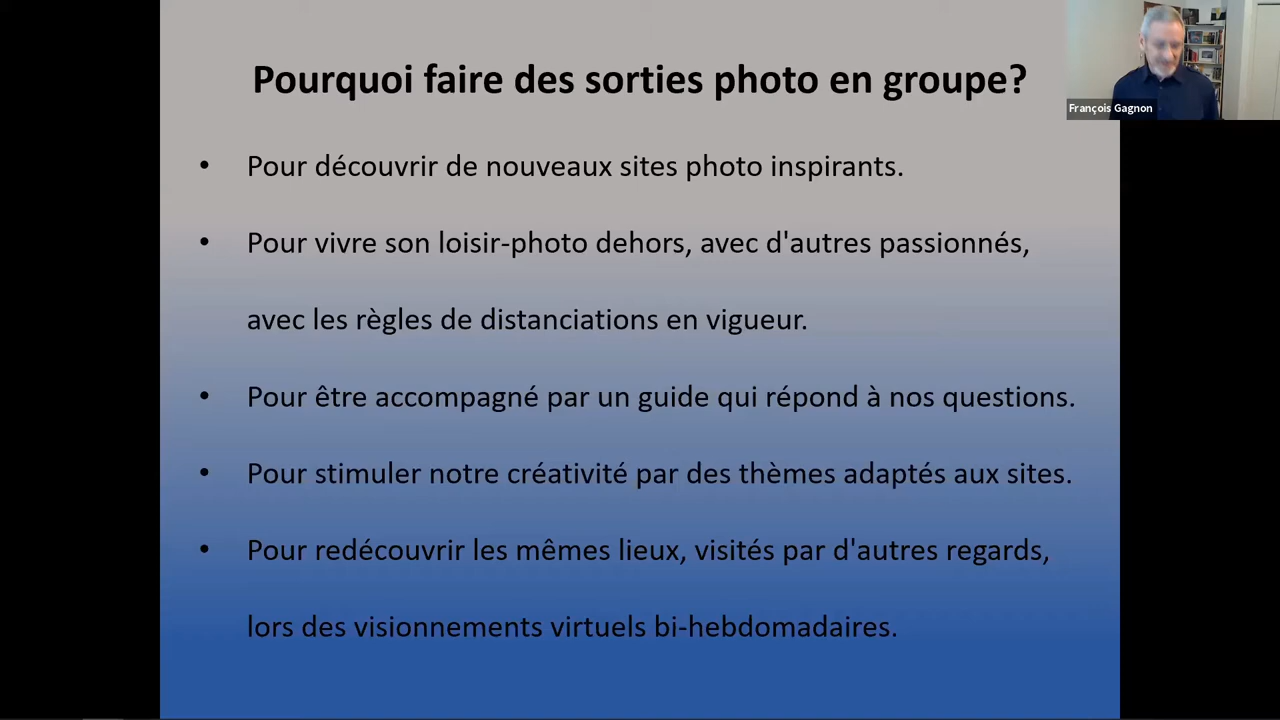 Pourquoi faire des sorties photo en groupe?
François Gagnon
• Pour découvrir de nouveaux sites photo inspirants.
• Pour vivre son loisir-photo dehors, avec d'autres passionnés,
avec les règles de distanciations en vigueur.
• Pour être accompagné par un guide qui répond à nos questions.
• Pour stimuler notre créativité par des thèmes adaptés aux sites.
• Pour redécouvrir les mêmes lieux, visités par d'autres regards,
lors des visionnements virtuels bi-hebdomadaires.